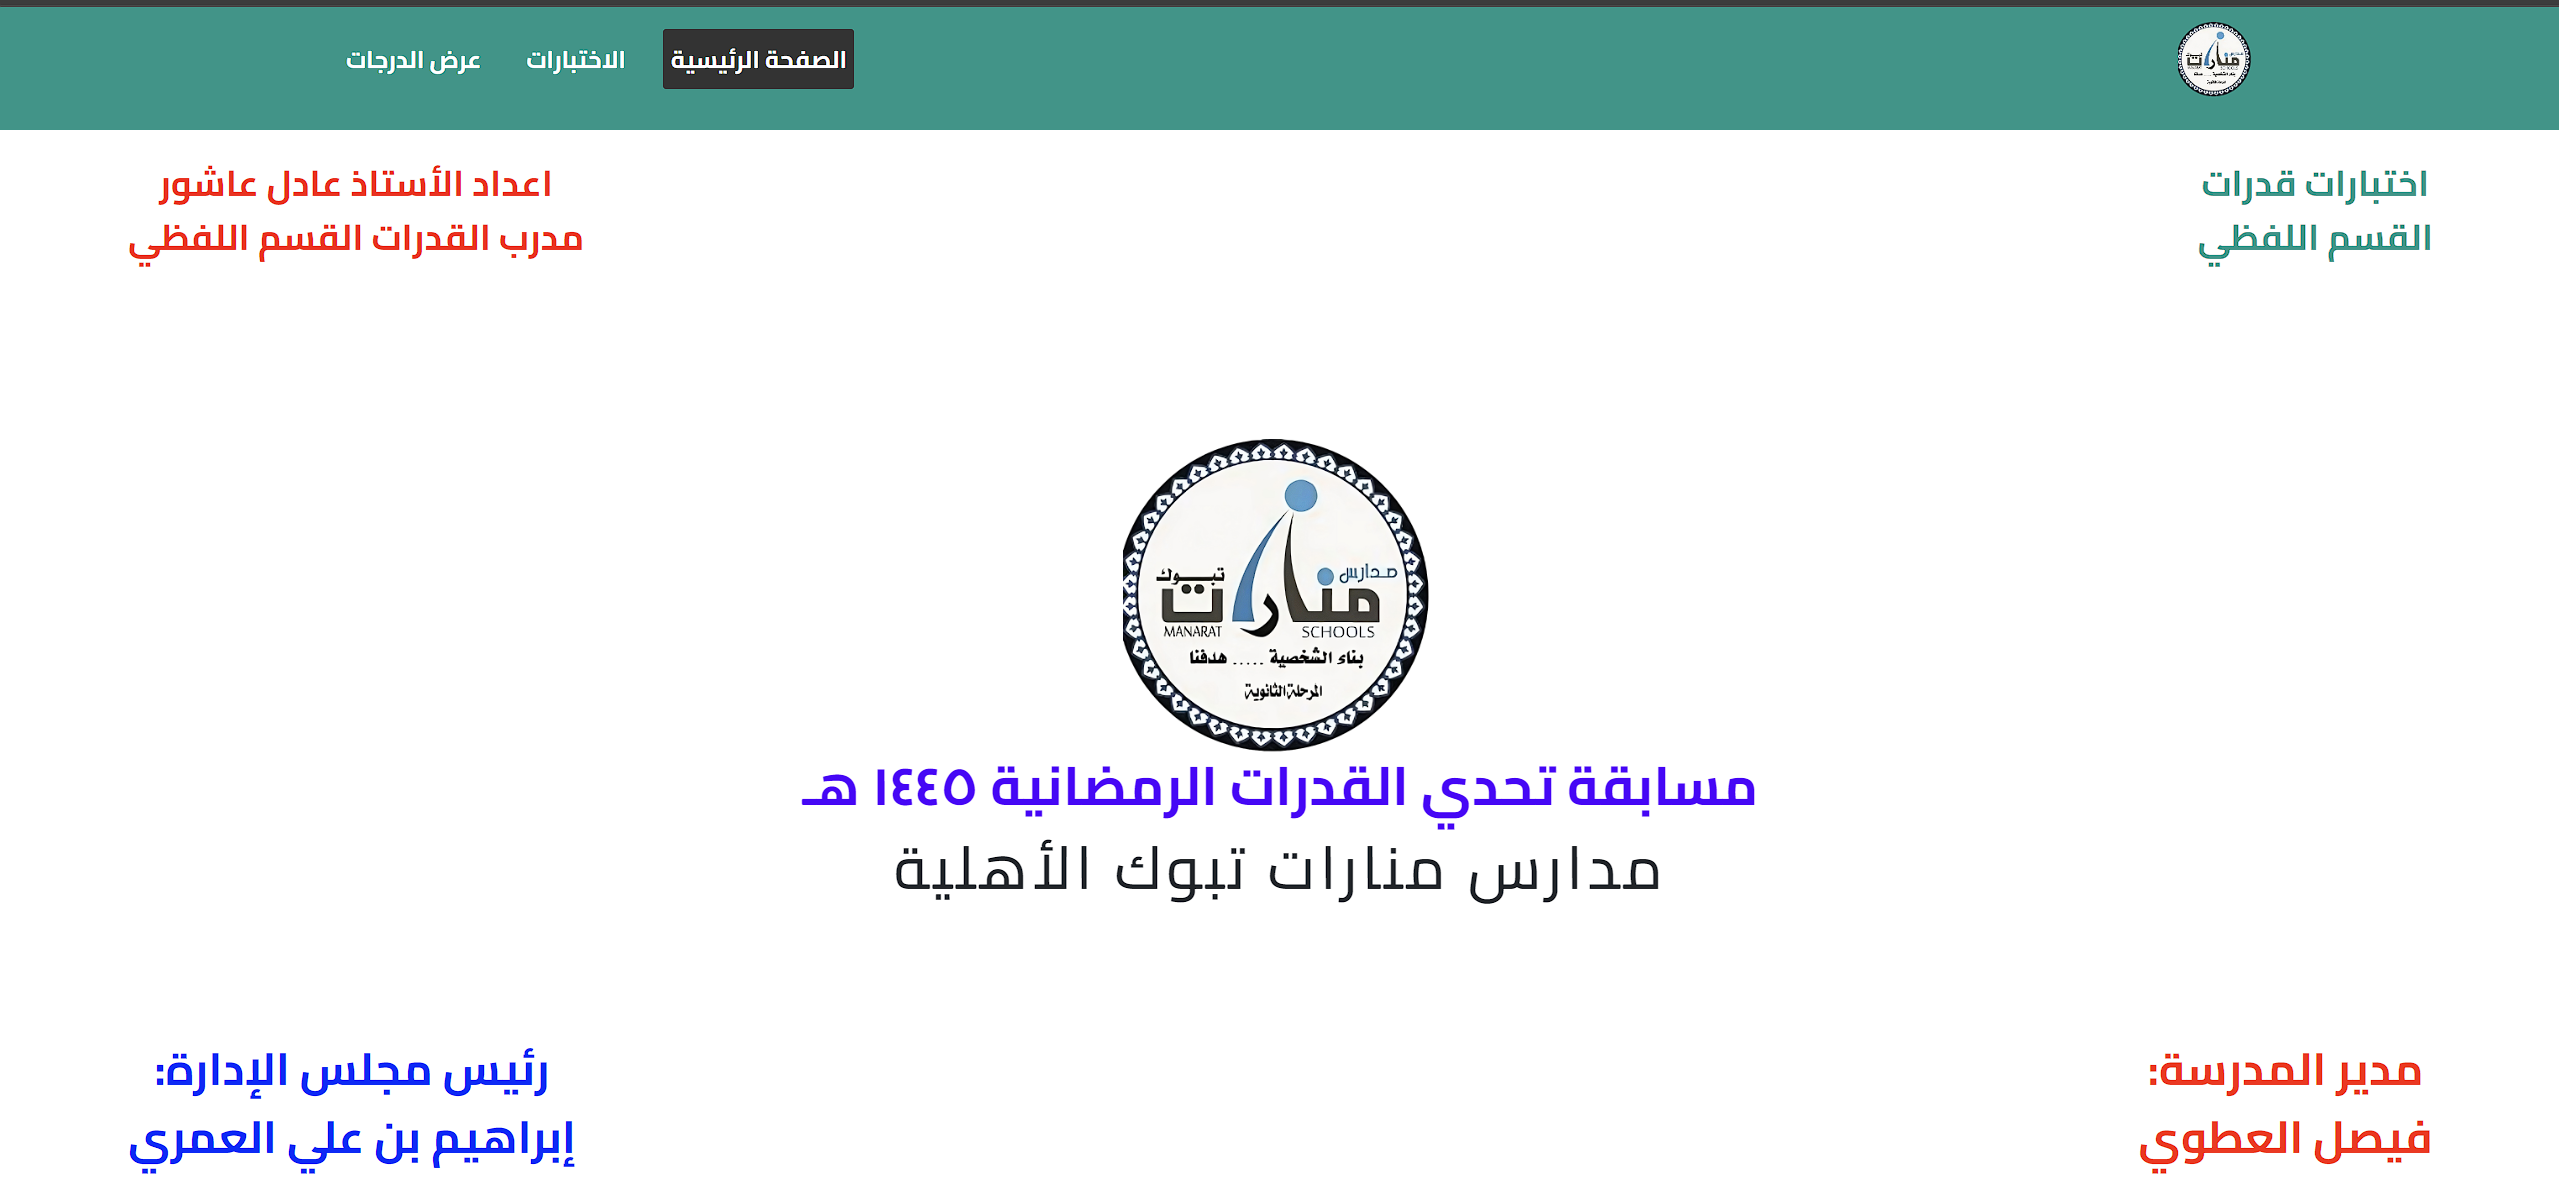 الصفحة الرئيسية
الاختبارات
عرض الدرجات
اختبارات قدرات
القسم اللفظي
اعداد الأستاذ عادل عاشور
مدرب القدرات القسم اللفظي
مدارس
منارات
تبوك
MANARAT SCHOOLS
بناء الشخصية ..... هدفنا
المرحلة الثانوية
مسابقة تحدي القدرات الرمضانية ١٤٤٥ هـ
مدارس منارات تبوك الأهلية
مدير المدرسة:
فيصل العطوي
رئيس مجلس الإدارة:
إبراهيم بن علي العمري